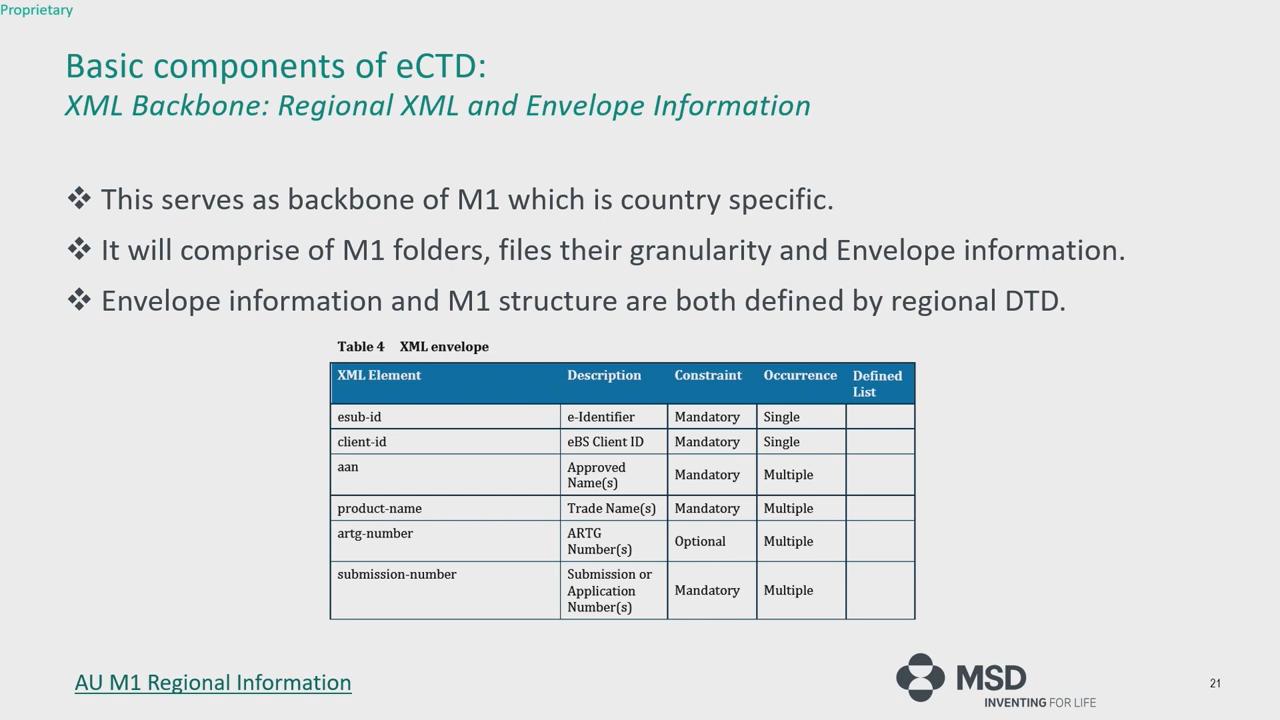 Proprietary
Basic components of eCTD:
XML Backbone: Regional XML and Envelope Information
❖ This serves as backbone of M1 which is country specific.
❖ It will comprise of M1 folders, files their granularity and Envelope information.
❖ Envelope information and M1 structure are both defined by regional DTD.
Table 4 XML envelope
XML Element Description Constraint Occurrence Defined
List
esub-id e-Identifier Mandatory Single
client-id eBS Client ID Mandatory Single
aan Approved
Name(s) Mandatory Multiple
product-name Trade Name(s) Mandatory Multiple
artg-number ARTG
Number(s) Optional Multiple
submission-number Submission or
Application
Number(s) Mandatory Multiple
AU M1 Regional Information
MSD
INVENTING FOR LIFE
21